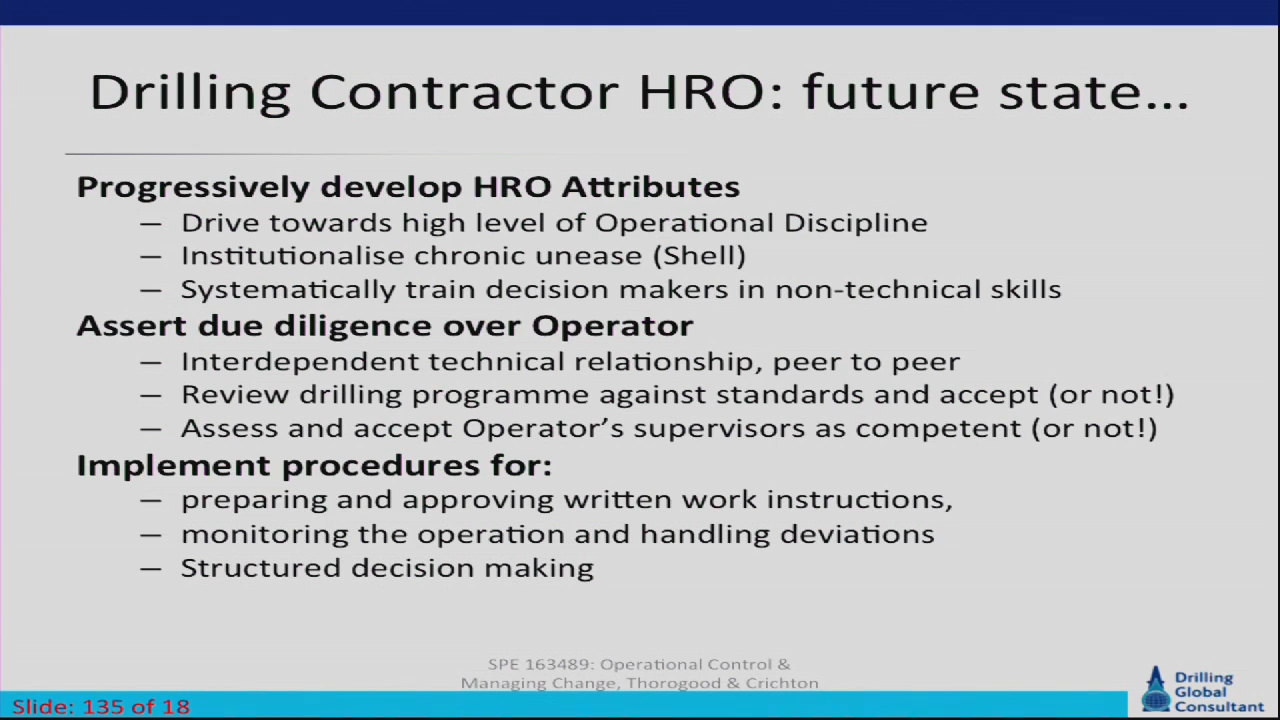 Drilling Contractor HRO: future state…
Progressively develop HRO Attributes
– Drive towards high level of Operational Discipline
– Institutionalise chronic unease (Shell)
– Systematically train decision makers in non-technical skills
Assert due diligence over Operator
– Interdependent technical relationship, peer to peer
– Review drilling programme against standards and accept (or not!)
– Assess and accept Operator’s supervisors as competent (or not!)
Implement procedures for:
– preparing and approving written work instructions,
– monitoring the operation and handling deviations
– Structured decision making
SPE 163489: Operational Control &
Managing Change, Thorogood & Crichton
Slide: 135 of 18
Drilling
Global
Consultant